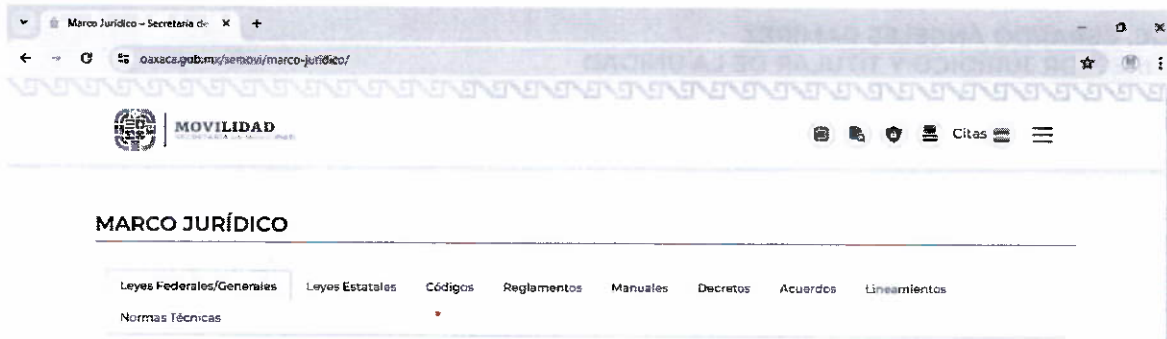 Marco Jurídico – Secretaría de
oaxaca.gob.mx/semovi/marco-juridico/
MOVILIDAD
Citas
MARCO JURÍDICO
Leyes Federales/Generales Leyes Estatales Códigos Reglamentos Manuales Decretos Acuerdos Lineamientos
Normas Técnicas